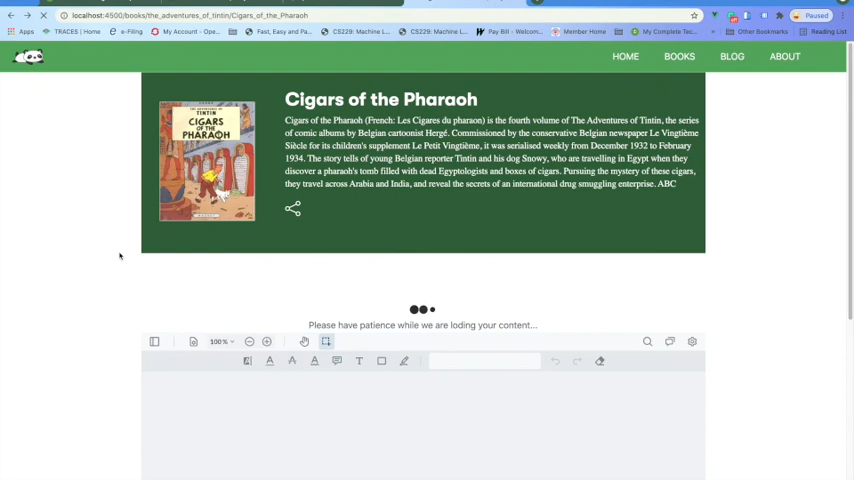 localhost:4500/books/the_adventures_of_tintin/Cigars_of_the_Pharaoh
Paused
Apps TRACES | Home e-Filing My Account - Ope... Fast, Easy and Pa... CS229: Machine L... CS229: Machine L... Pay Bill - Welcom... Member Home My Complete Tec... » Other Bookmarks Reading List
HOME BOOKS BLOG ABOUT
Cigars of the Pharaoh
Cigars of the Pharaoh (French: Les Cigares du pharaon) is the fourth volume of The Adventures of Tintin, the series
of comic albums by Belgian cartoonist Hergé. Commissioned by the conservative Belgian newspaper Le Vingtième
Siècle for its children's supplement Le Petit Vingtième, it was serialised weekly from December 1932 to February
1934. The story tells of young Belgian reporter Tintin and his dog Snowy, who are travelling in Egypt when they
discover a pharaoh's tomb filled with dead Egyptologists and boxes of cigars. Pursuing the mystery of these cigars,
they travel across Arabia and India, and reveal the secrets of an international drug smuggling enterprise. ABC
THE ADVENTURES OF
TINTIN
CIGARS
OF THE
PHARAOH
Please have patience while we are loding your content...
100%